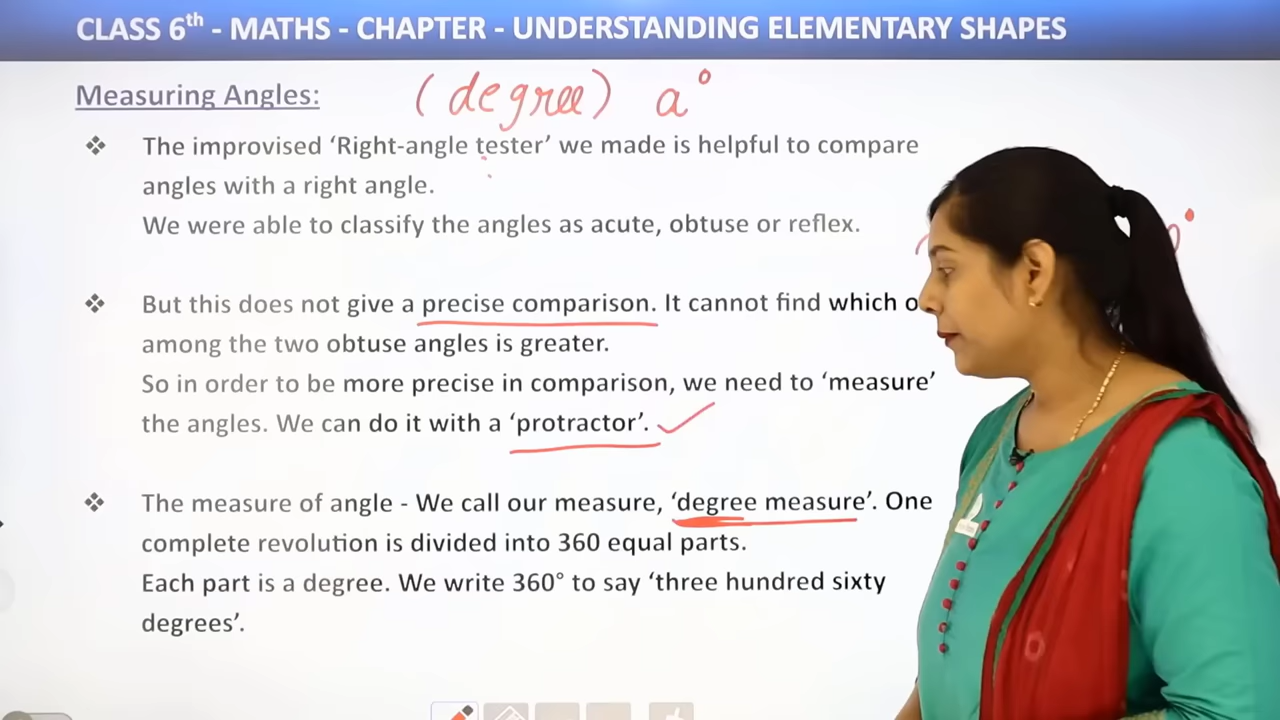 CLASS 6th - MATHS - CHAPTER - UNDERSTANDING ELEMENTARY SHAPES
Measuring Angles: (degree) a°
❖ The improvised ‘Right-angle tester’ we made is helpful to compare
angles with a right angle.
We were able to classify the angles as acute, obtuse or reflex.
❖ But this does not give a precise comparison. It cannot find which
among the two obtuse angles is greater.
So in order to be more precise in comparison, we need to ‘measure’
the angles. We can do it with a ‘protractor’.
❖ The measure of angle - We call our measure, ‘degree measure’. One
complete revolution is divided into 360 equal parts.
Each part is a degree. We write 360° to say ‘three hundred sixty
degrees’.